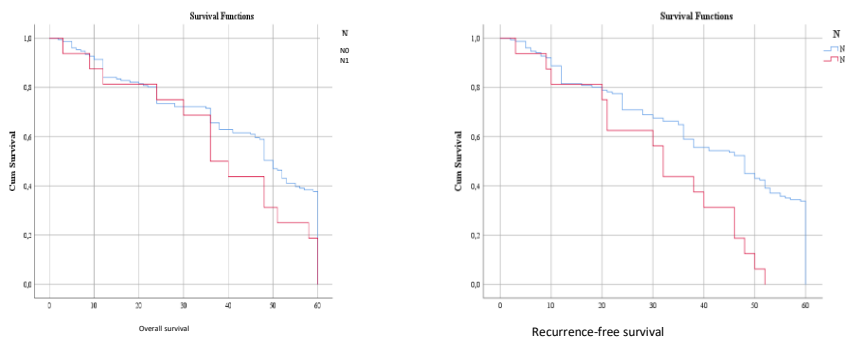 Survival Functions
N
N0
N1
1,0
0,8
0,6
0,4
0,2
0,0
Cum Survival
0 10 20 30 40 50 60
Overall survival
Survival Functions
N
N
N
1,0
0,8
0,6
0,4
0,2
0,0
Cum Survival
0 10 20 30 40 50 60
Recurrence-free survival